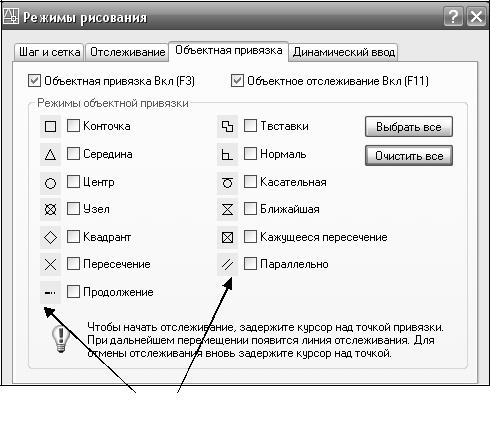 Режимы рисования
Шаг и сетка Отслеживание Объектная привязка Динамический ввод
Объектная привязка Вкл (F3) Объектное отслеживание Вкл (F11)
Режимы объектной привязки
Конточка Твставки Выбрать все
Середина Нормаль Очистить все
Центр Касательная
Узел Ближайшая
Квадрант Кажущееся пересечение
Пересечение Параллельно
Продолжение
Чтобы начать отслеживание, задержите курсор над точкой привязки.
При дальнейшем перемещении появится линия отслеживания. Для
отмены отслеживания вновь задержите курсор над точкой.